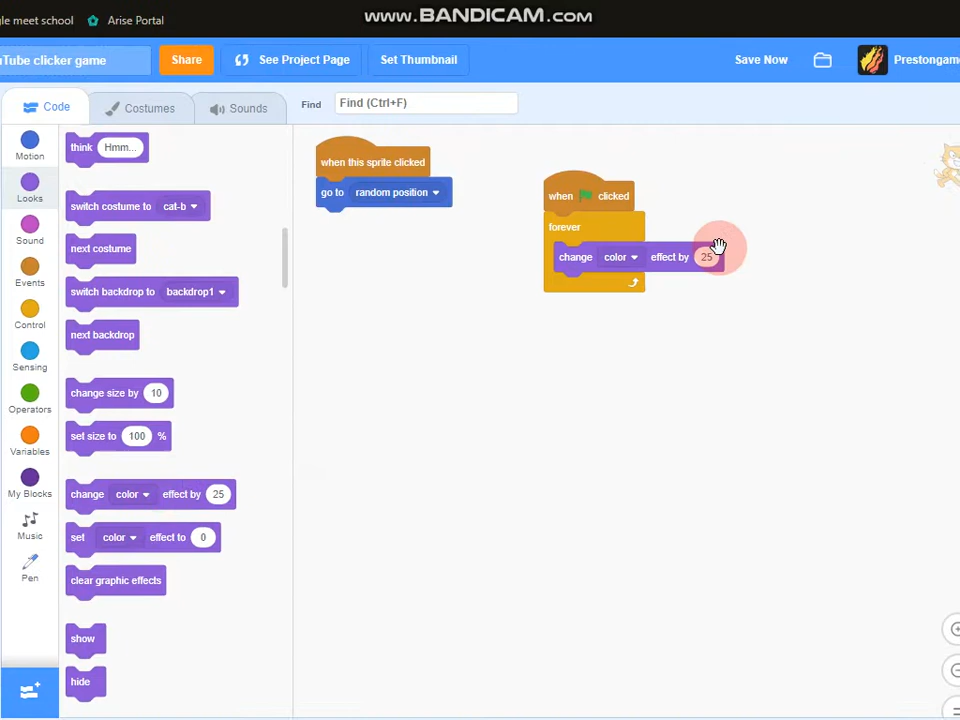 www.BANDICAM.com
gle meet school
Arise Portal
Tube clicker game
Share
See Project Page
Set Thumbnail
Save Now
Prestongam
Code
Costumes
Sounds
Find
Find (Ctrl+F)
Motion
Looks
Sound
Events
Control
Sensing
Operators
Variables
My Blocks
Music
Pen
think Hmm...
switch costume to cat-b
next costume
switch backdrop to backdrop1
next backdrop
change size by 10
set size to 100 %
change color effect by 25
set color effect to 0
clear graphic effects
show
hide
when this sprite clicked
go to random position
when clicked
forever
change color effect by 25